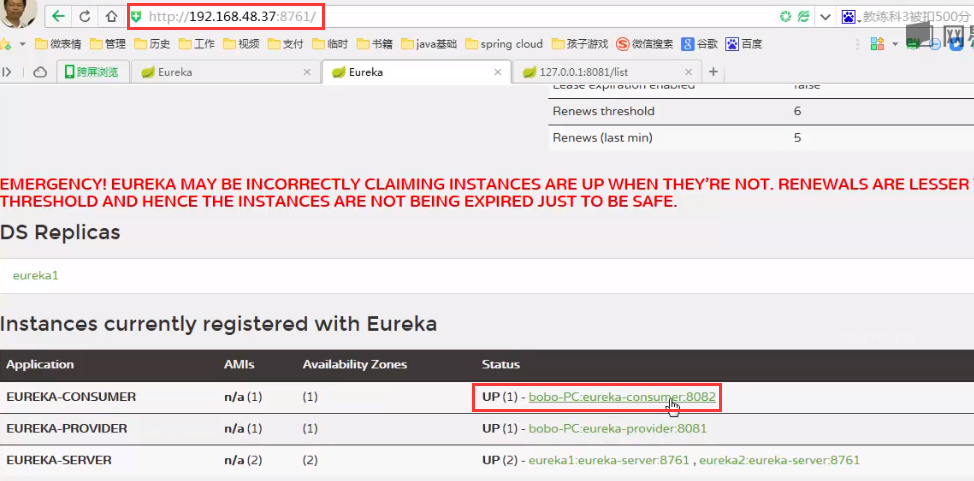 http://192.168.48.37:8761/
教练科3被扣500分
微表情 管理 历史 工作 视频 支付 临时 书籍 java基础 spring cloud 孩子游戏 微信搜索 谷歌 百度
跨屏浏览 Eureka Eureka 127.0.0.1:8081/list
Lease expiration enabled false
Renews threshold 6
Renews (last min) 5
EMERGENCY! EUREKA MAY BE INCORRECTLY CLAIMING INSTANCES ARE UP WHEN THEY'RE NOT. RENEWALS ARE LESSER
THRESHOLD AND HENCE THE INSTANCES ARE NOT BEING EXPIRED JUST TO BE SAFE.
DS Replicas
eureka1
Instances currently registered with Eureka
Application AMIs Availability Zones Status
EUREKA-CONSUMER n/a (1) (1) UP (1) - bobo-PC:eureka-consumer:8082
EUREKA-PROVIDER n/a (1) (1) UP (1) - bobo-PC:eureka-provider:8081
EUREKA-SERVER n/a (2) (2) UP (2) - eureka1:eureka-server:8761 , eureka2:eureka-server:8761